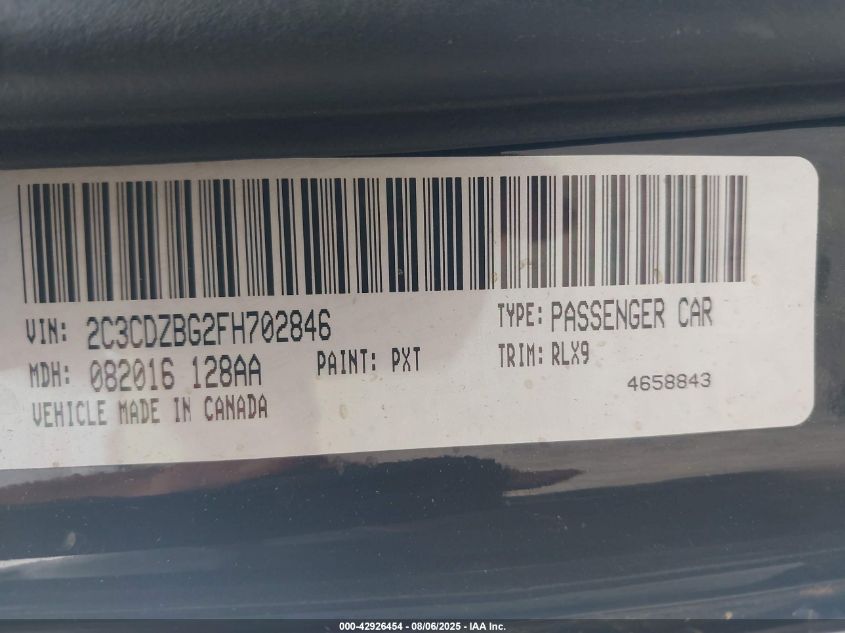 VIN: 2C3CDZBG2FH702846 TYPE: PASSENGER CAR
MDH: 082016 128AA PAINT: PXT TRIM: RLX9
4658843
VEHICLE MADE IN CANADA
000-42926454 - 08/06/2025 - IAA Inc.